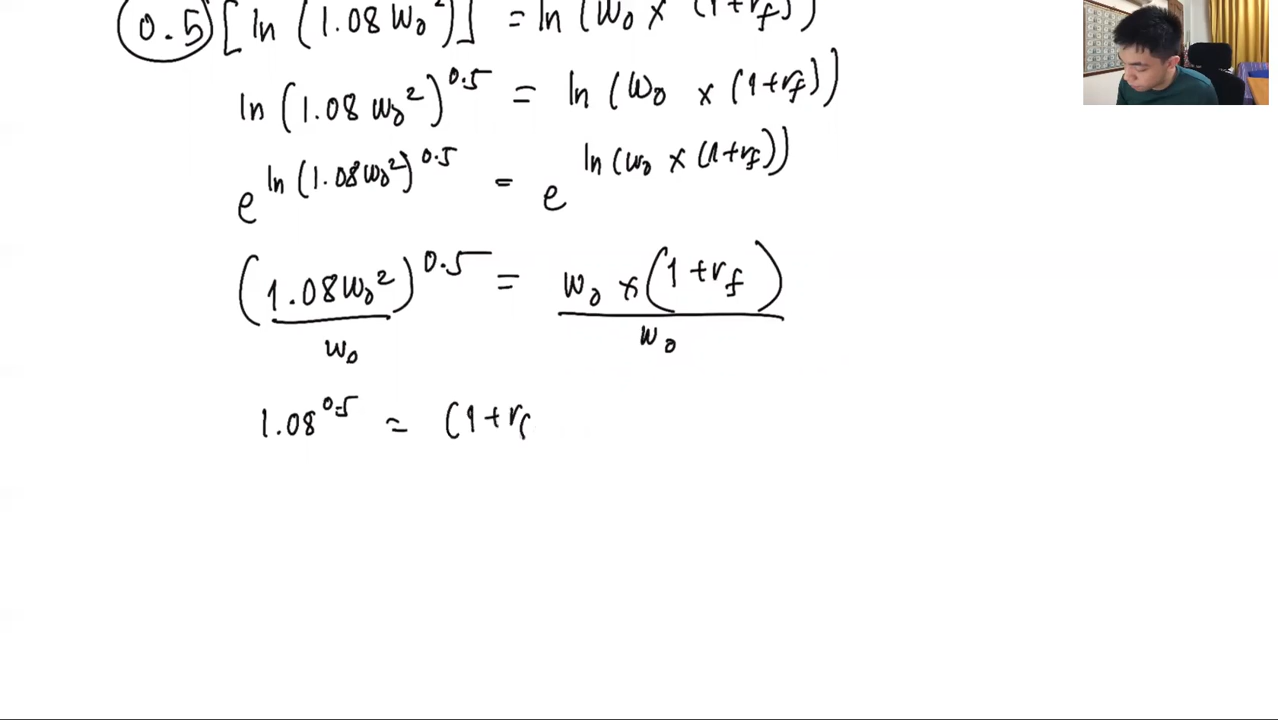 0.5 [ln (1.08 W₀²)] = ln (W₀ × (1+r_f))
ln (1.08 W₀²)^0.5 = ln (W₀ × (1+r_f))
e^ln (1.08W₀²)^0.5 = e^ln (W₀ × (1+r_f))
(1.08W₀²)^0.5 = W₀ × (1+r_f)
W₀ W₀
1.08^0.5 = (1+r